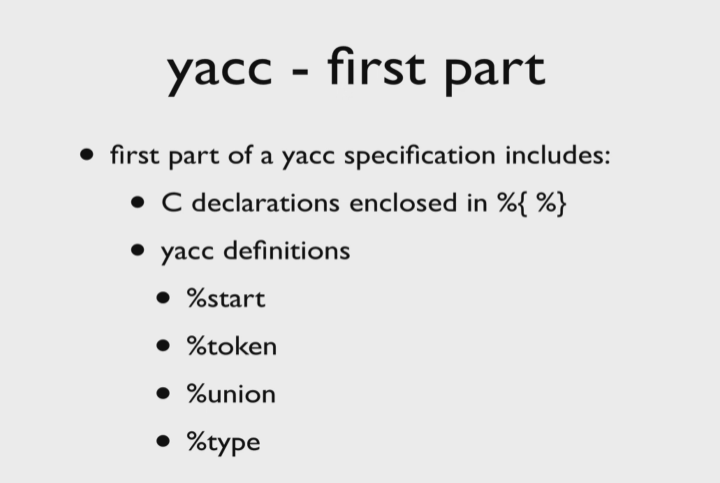 yacc - first part
• first part of a yacc specification includes:
• C declarations enclosed in %{ %}
• yacc definitions
• %start
• %token
• %union
• %type